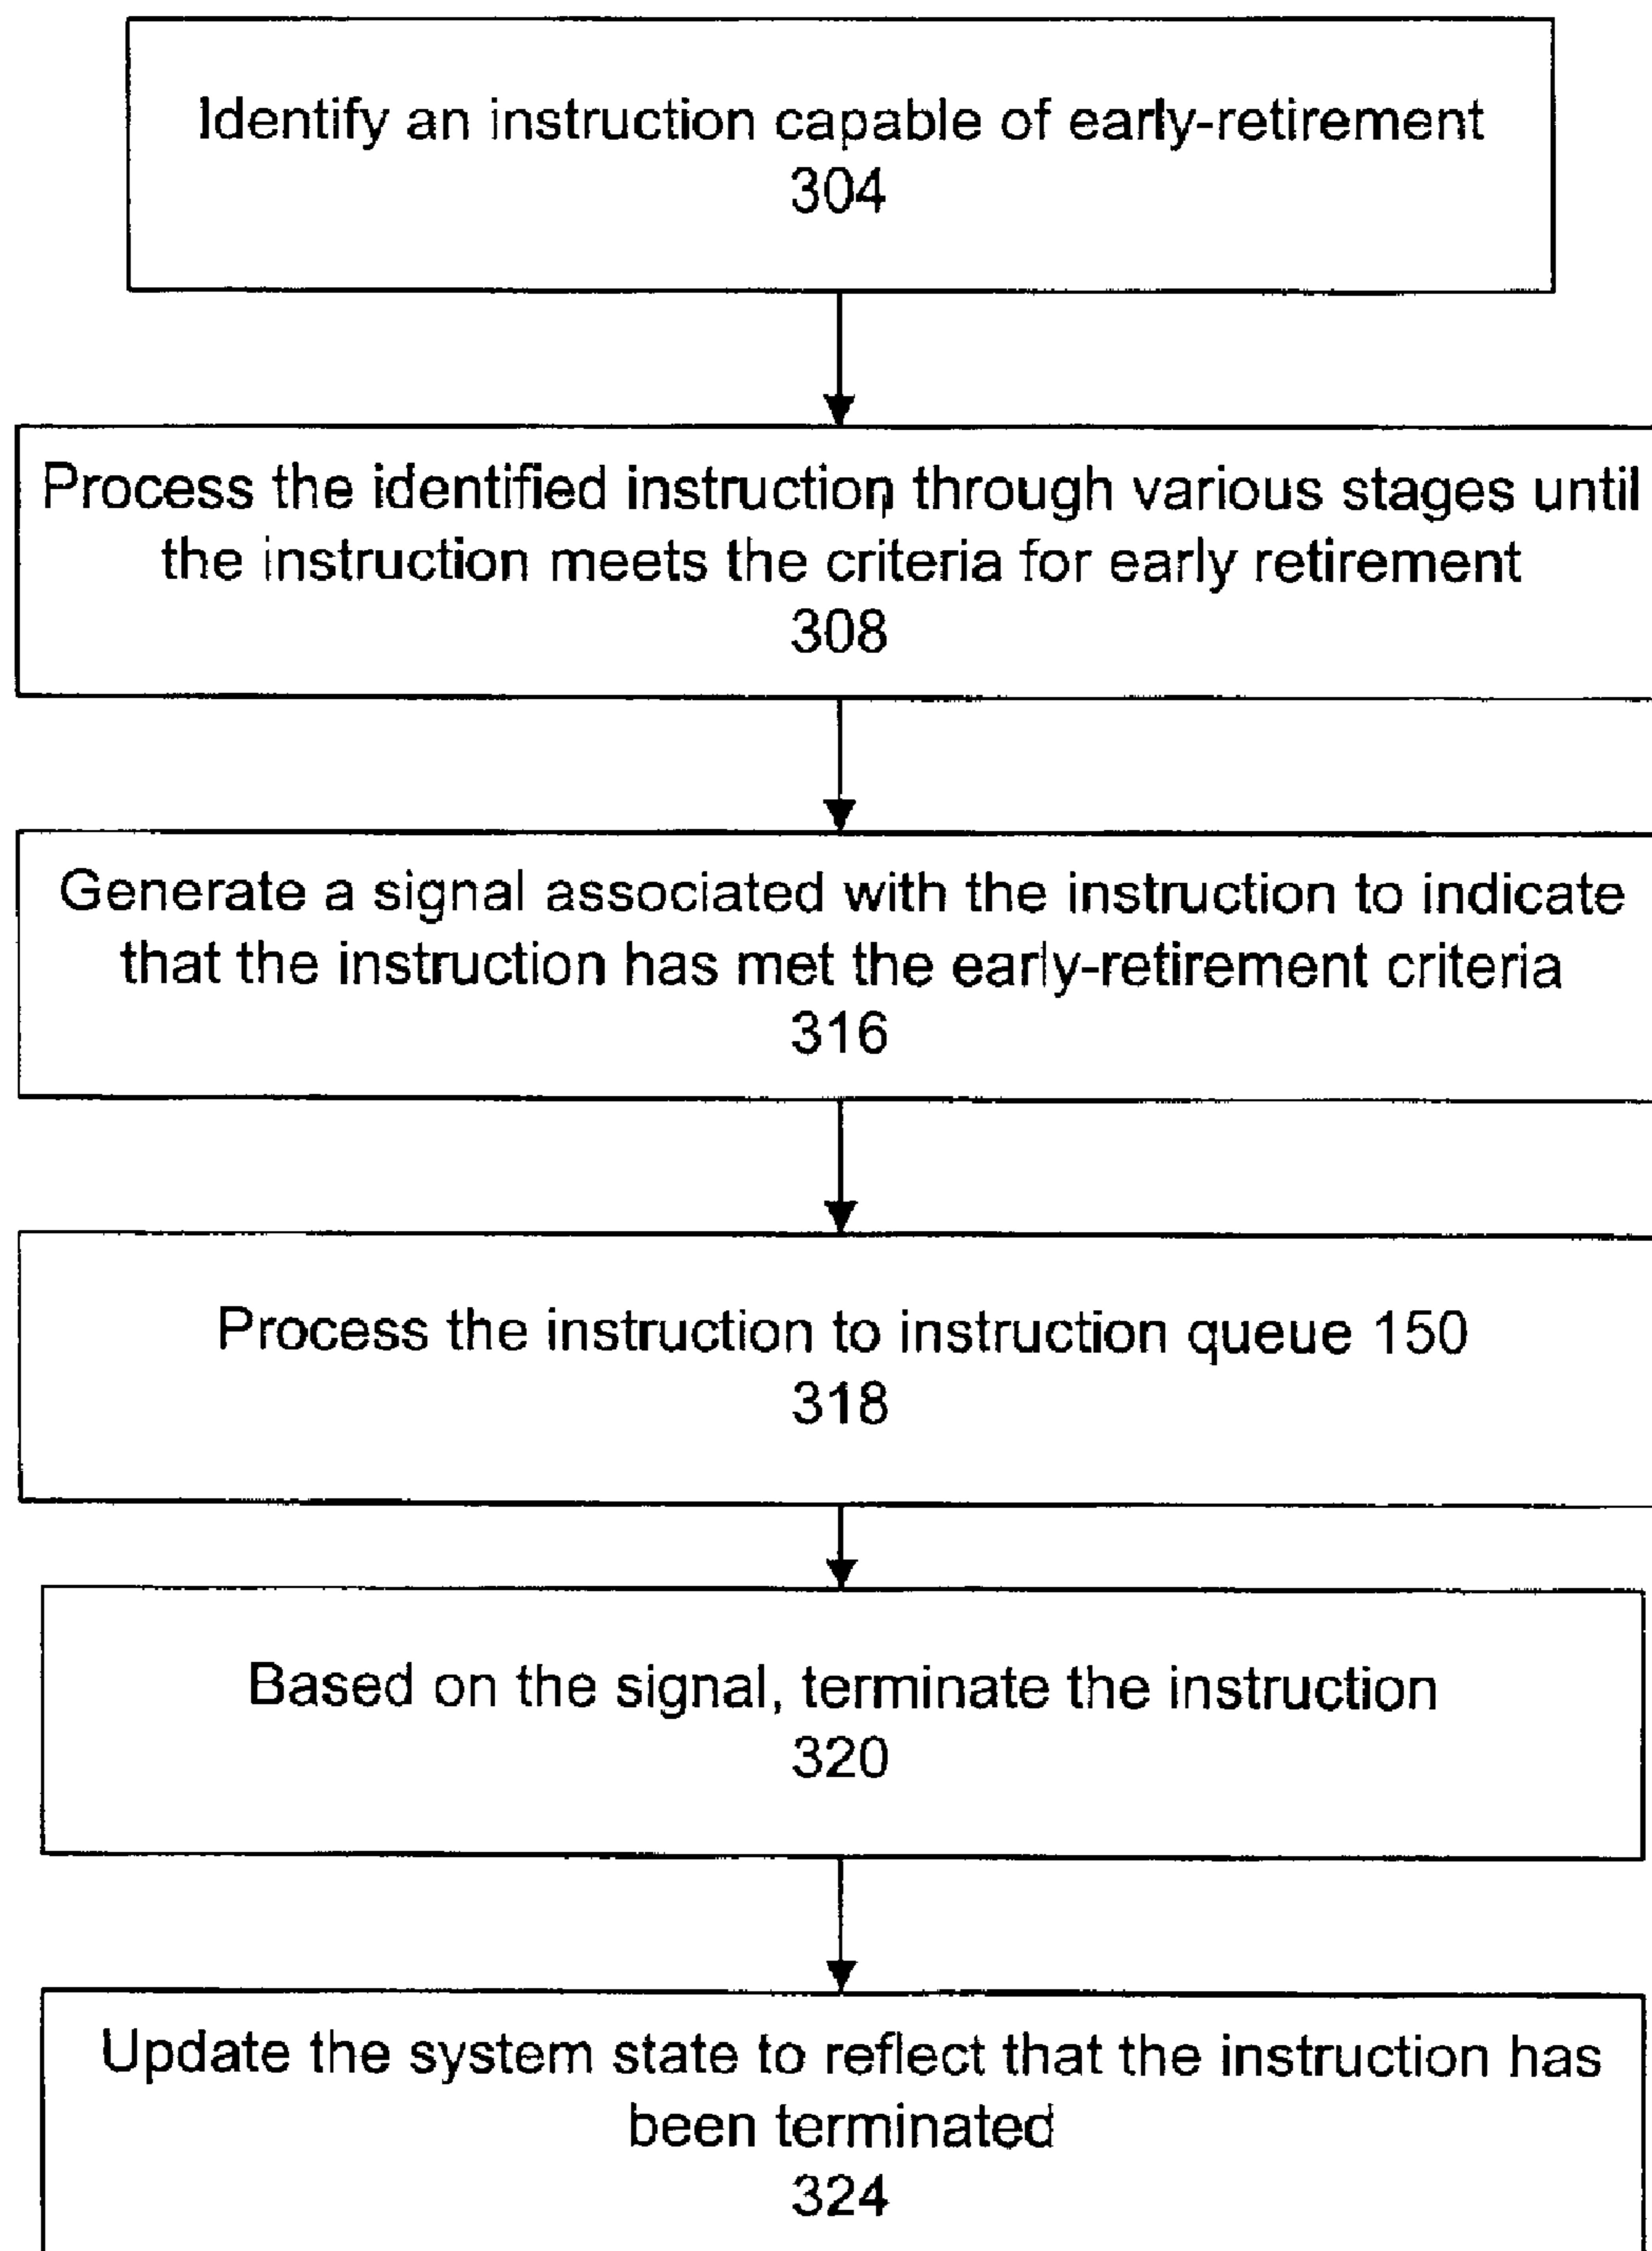 Identify an instruction capable of early-retirement
304
Process the identified instruction through various stages until
the instruction meets the criteria for early retirement
308
Generate a signal associated with the instruction to indicate
that the instruction has met the early-retirement criteria
316
Process the instruction to instruction queue 150
318
Based on the signal, terminate the instruction
320
Update the system state to reflect that the instruction has
been terminated
324